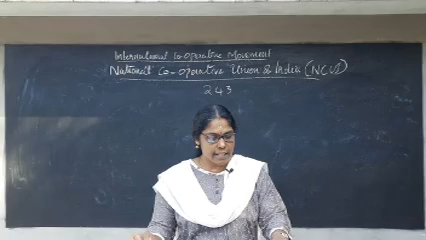 International Co-operative Movement
National Co-operative Union of India (NCUI)
243